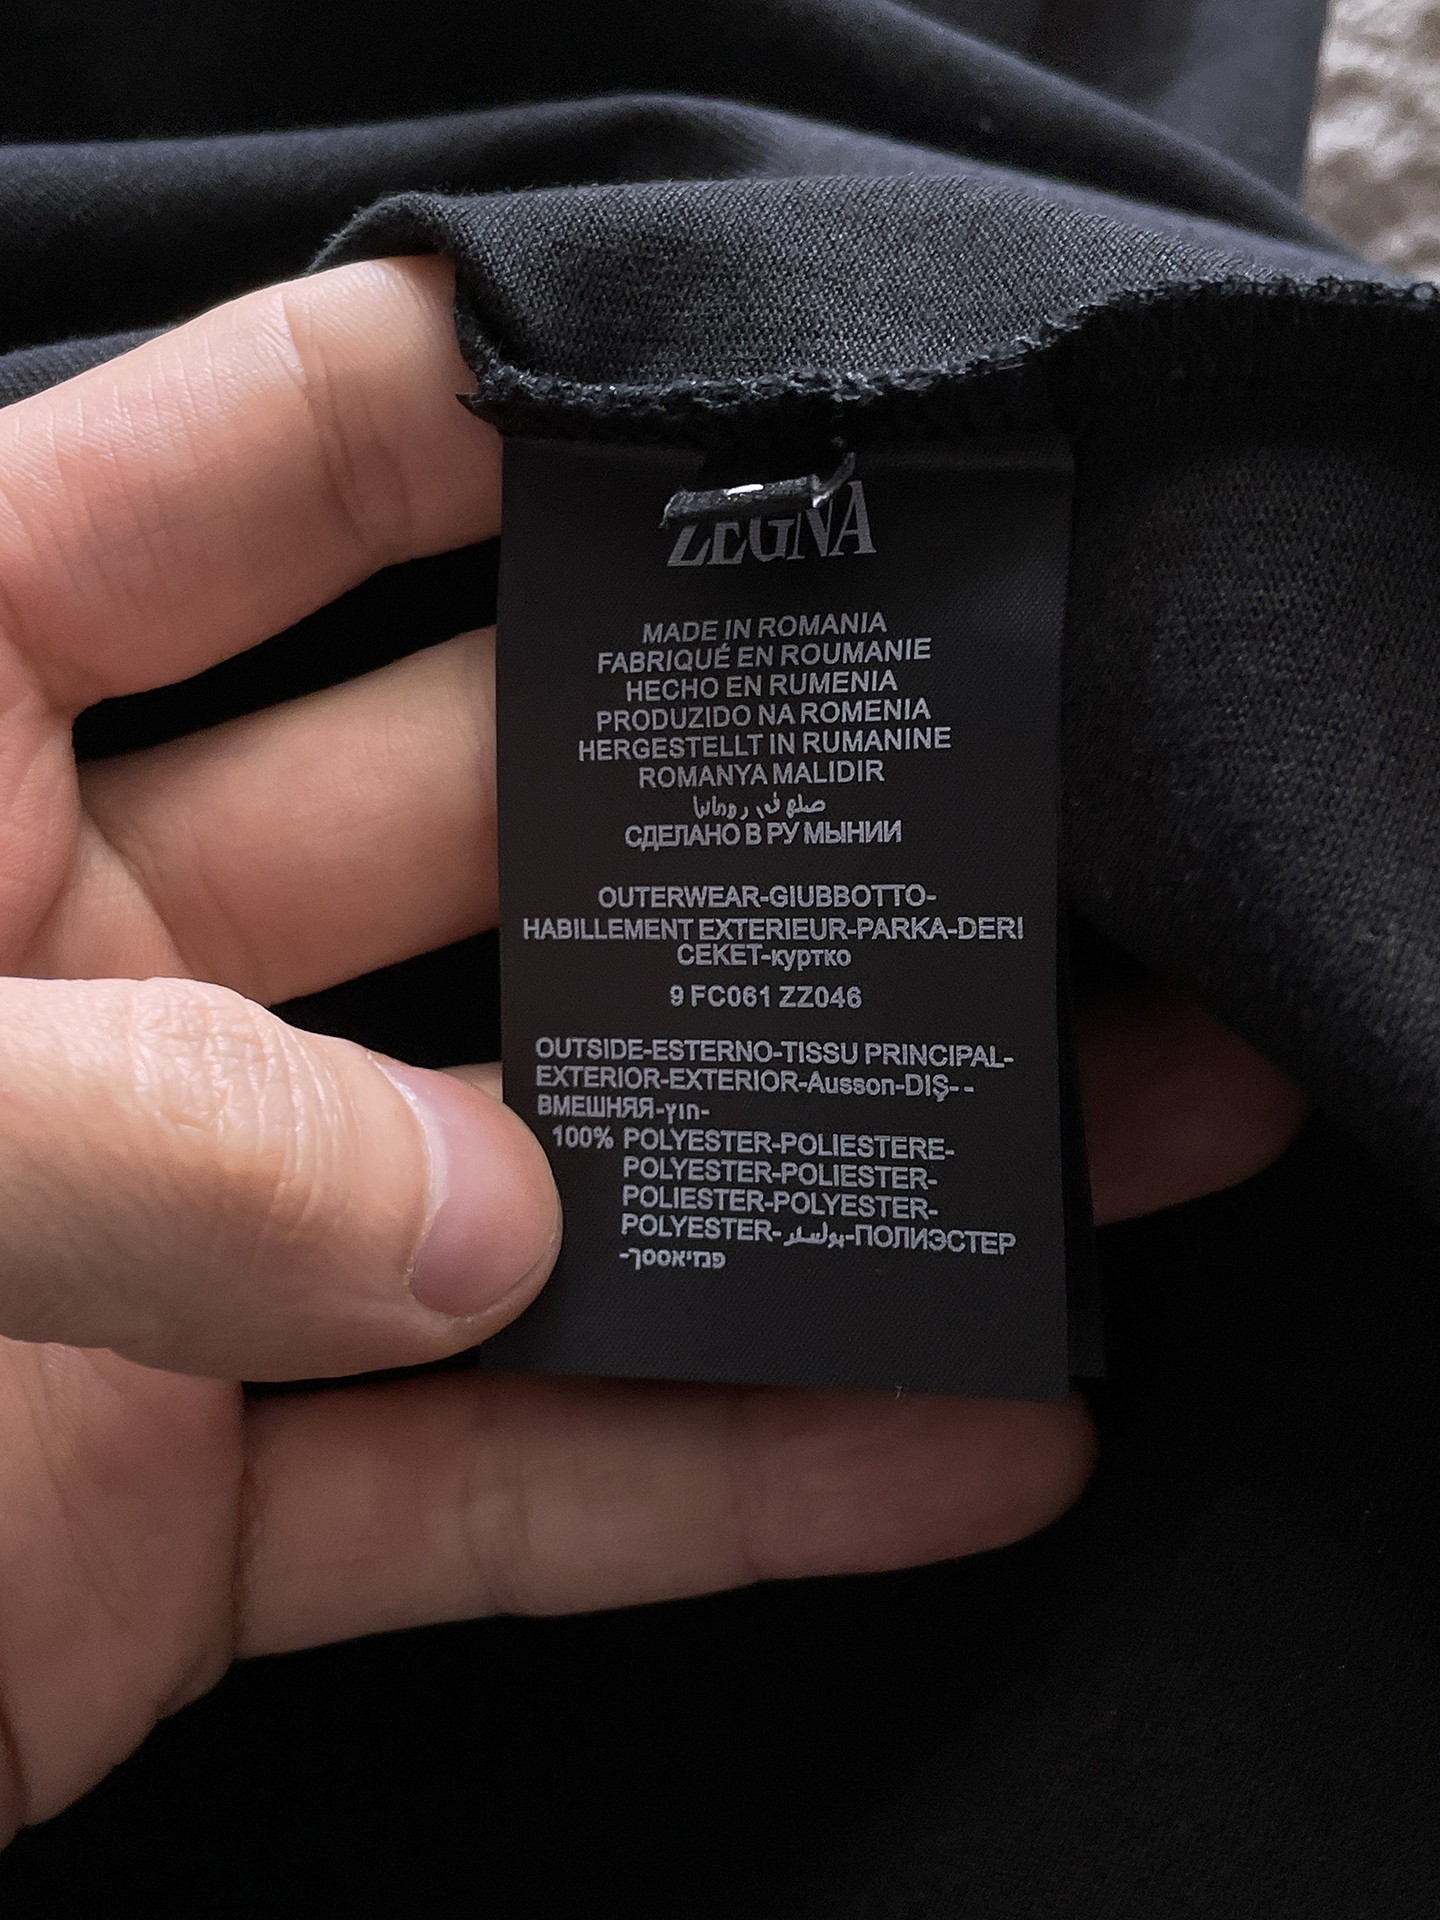 ZEGNA
MADE IN ROMANIA
FABRIQUÉ EN ROUMANIE
HECHO EN RUMENIA
PRODUZIDO NA ROMENIA
HERGESTELLT IN RUMANINE
ROMANYA MALIDIR
СДЕЛАНО В РУ МЫНИИ
OUTERWEAR-GIUBBOTTO-
HABILLEMENT EXTERIEUR-PARKA-DERI
CEKET-куртко
9 FC061 ZZ046
OUTSIDE-ESTERNO-TISSU PRINCIPAL-
EXTERIOR-EXTERIOR-Ausson-DIŞ--
ВМЕШНЯЯ-חוץ-
100% POLYESTER-POLIESTERE-
POLYESTER-POLIESTER-
POLIESTER-POLYESTER-
POLYESTER- -ПОЛИЭСТЕР